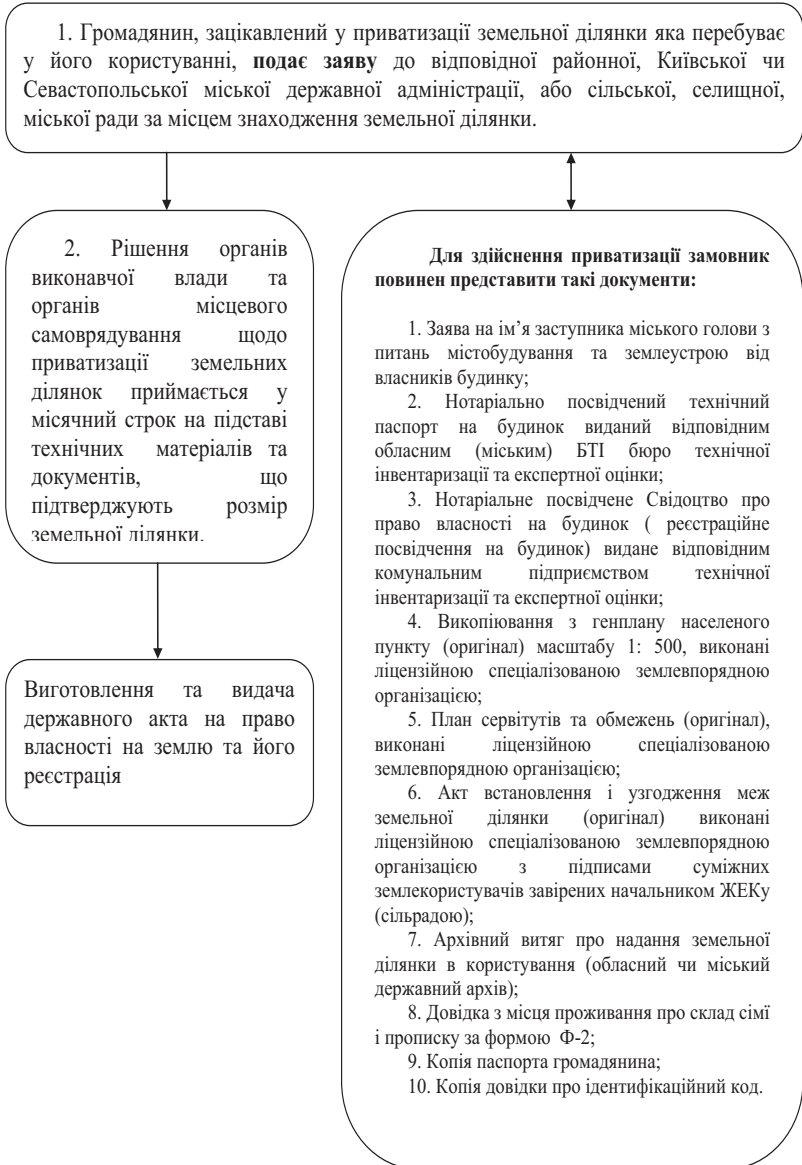 1. Громадянин, зацікавлений у приватизації земельної ділянки яка перебуває
у його користуванні, подає заяву до відповідної районної, Київської чи
Севастопольської міської державної адміністрації, або сільської, селищної,
міської ради за місцем знаходження земельної ділянки.
2. Рішення органів
виконавчої влади та
органів місцевого
самоврядування щодо
приватизації земельних
ділянок приймається у
місячний строк на підставі
технічних матеріалів та
документів, що
підтверджують розмір
земельної ділянки.
Виготовлення та видача
державного акта на право
власності на землю та його
реєстрація
Для здійснення приватизації замовник
повинен представити такі документи:
1. Заява на ім’я заступника міського голови з
питань містобудування та землеустрою від
власників будинку;
2. Нотаріально посвідчений технічний
паспорт на будинок виданий відповідним
обласним (міським) БТІ бюро технічної
інвентаризації та експертної оцінки;
3. Нотаріальне посвідчене Свідоцтво про
право власності на будинок ( реєстраційне
посвідчення на будинок) видане відповідним
комунальним підприємством технічної
інвентаризації та експертної оцінки;
4. Викопіювання з генплану населеного
пункту (оригінал) масштабу 1: 500, виконані
ліцензійною спеціалізованою землевпорядною
організацією;
5. План сервітутів та обмежень (оригінал),
виконані ліцензійною спеціалізованою
землевпорядною організацією;
6. Акт встановлення і узгодження меж
земельної ділянки (оригінал) виконані
ліцензійною спеціалізованою землевпорядною
організацією з підписами суміжних
землекористувачів завірених начальником ЖЕКу
(сільрадою);
7. Архівний витяг про надання земельної
ділянки в користування (обласний чи міський
державний архів);
8. Довідка з місця проживання про склад сімї
і прописку за формою Ф-2;
9. Копія паспорта громадянина;
10. Копія довідки про ідентифікаційний код.